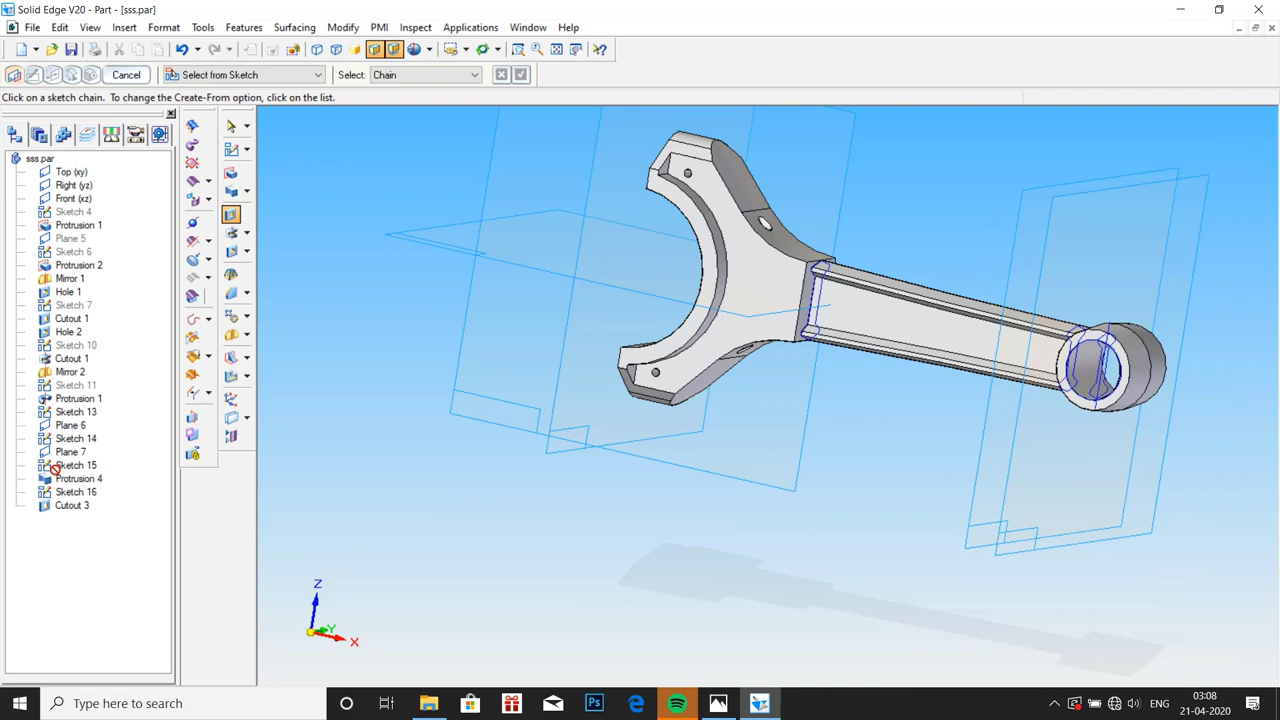 Solid Edge V20 - Part - [sss.par]
File Edit View Insert Format Tools Features Surfacing Modify PMI Inspect Applications Window Help
Cancel Select from Sketch Select: Chain
Click on a sketch chain. To change the Create-From option, click on the list.
sss.par
Top (xy)
Right (yz)
Front (xz)
Sketch 4
Protrusion 1
Plane 5
Sketch 6
Protrusion 2
Mirror 1
Hole 1
Sketch 7
Cutout 1
Hole 2
Sketch 10
Cutout 1
Mirror 2
Sketch 11
Protrusion 1
Sketch 13
Plane 6
Sketch 14
Plane 7
Sketch 15
Protrusion 4
Sketch 16
Cutout 3
Z
Y
X
Type here to search
Ps
ENG
03:08
21-04-2020